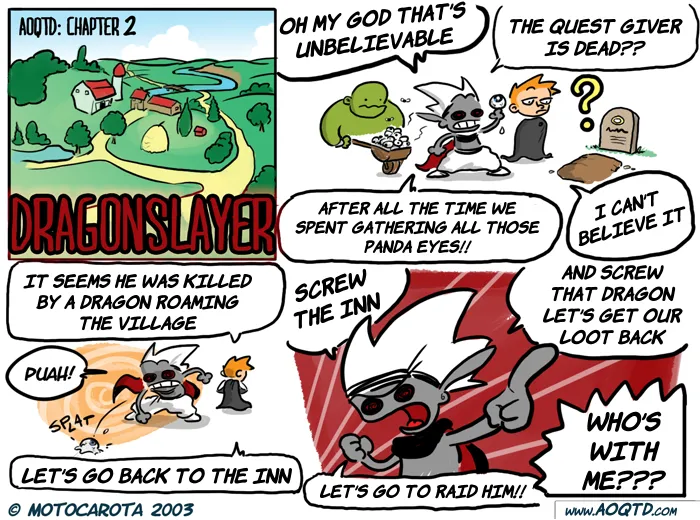 AOQTD: CHAPTER 2
DRAGONSLAYER
OH MY GOD THAT'S
UNBELIEVABLE
THE QUEST GIVER
IS DEAD??
?
AFTER ALL THE TIME WE
SPENT GATHERING ALL THOSE
PANDA EYES!!
I CAN'T
BELIEVE IT
IT SEEMS HE WAS KILLED
BY A DRAGON ROAMING
THE VILLAGE
PUAH!
SPLAT
LET'S GO BACK TO THE INN
SCREW
THE INN
AND SCREW
THAT DRAGON
LET'S GET OUR
LOOT BACK
LET'S GO TO RAID HIM!!
WHO'S
WITH
ME???
© MOTOCAROTA 2003
WWW.AOQTD.COM